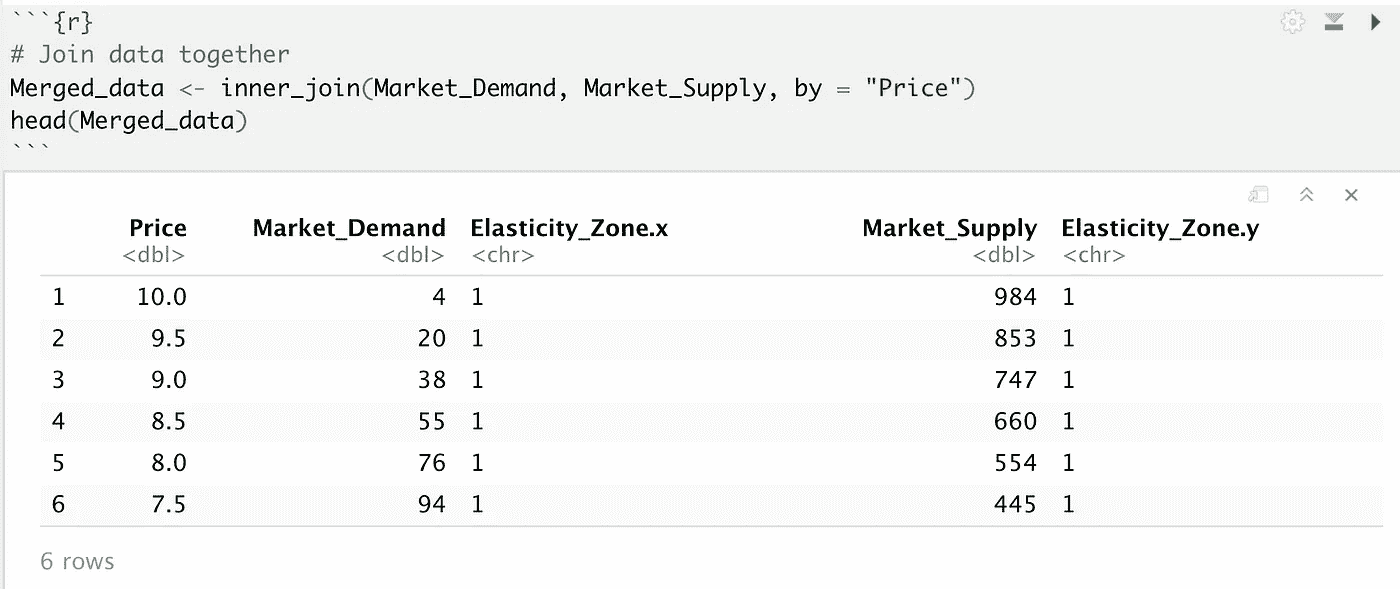 ```{r}
# Join data together
Merged_data <- inner_join(Market_Demand, Market_Supply, by = "Price")
head(Merged_data)
```
Price Market_Demand Elasticity_Zone.x Market_Supply Elasticity_Zone.y
<dbl> <dbl> <chr> <dbl> <chr>
1 10.0 4 1 984 1
2 9.5 20 1 853 1
3 9.0 38 1 747 1
4 8.5 55 1 660 1
5 8.0 76 1 554 1
6 7.5 94 1 445 1
6 rows